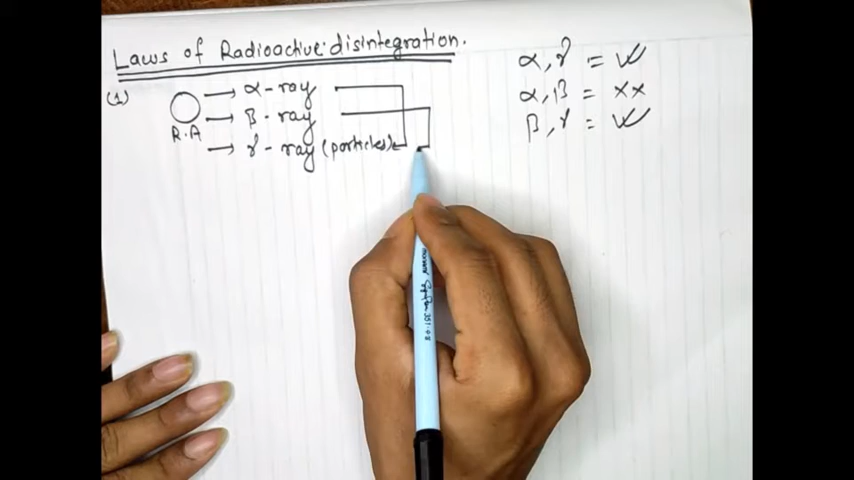 Laws of Radioactive disintegration.
(1) → α - ray
R.A → β - ray
→ γ - ray (particles)
α, γ = ✓✓
α, β = ××
β, γ = ✓✓